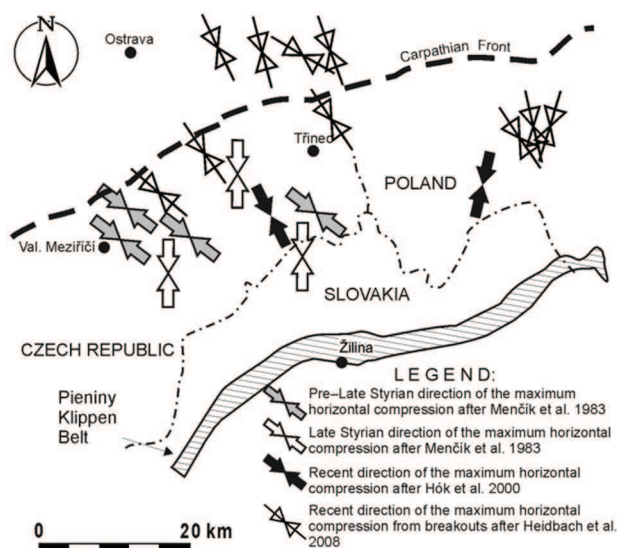 N
Ostrava
Carpathian Front
Třinec
POLAND
Val. Meziříčí
SLOVAKIA
CZECH REPUBLIC
Žilina
Pieniny
Klippen
Belt
LEGEND:
Pre–Late Styrian direction of the maximum
horizontal compression after Menčík et al. 1983
Late Styrian direction of the maximum horizontal
compression after Menčík et al. 1983
Recent direction of the maximum horizontal
compression after Hók et al. 2000
Recent direction of the maximum horizontal
compression from breakouts after Heidbach et al.
2008
0 20 km